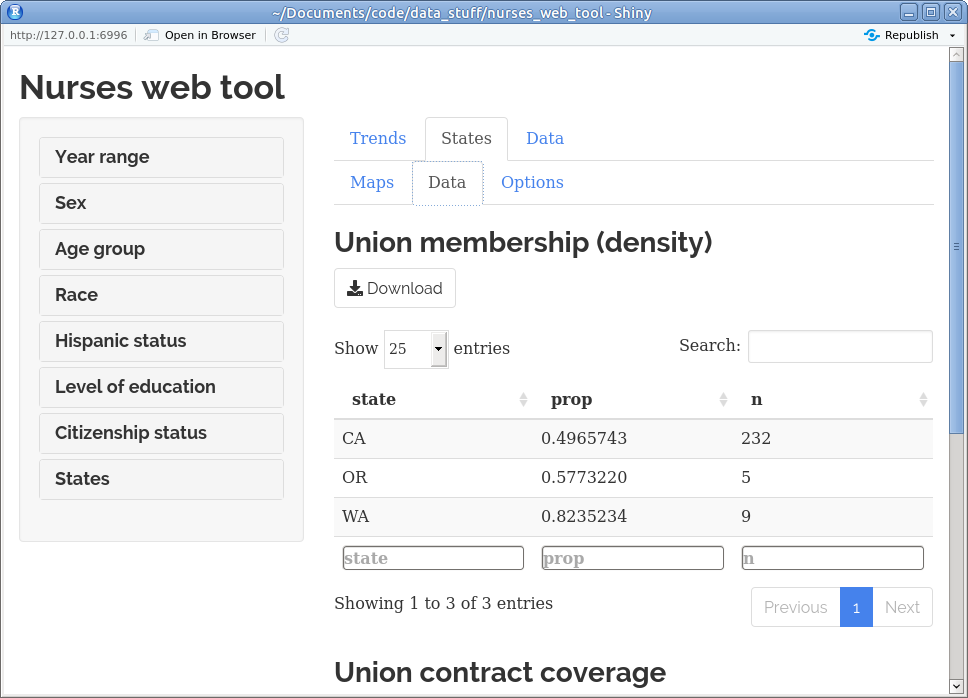 ~/Documents/code/data_stuff/nurses_web_tool - Shiny
http://127.0.0.1:6996 Open in Browser Republish
Nurses web tool
Year range
Sex
Age group
Race
Hispanic status
Level of education
Citizenship status
States
Trends States Data
Maps Data Options
Union membership (density)
Download
Show 25 entries Search:
state prop n
CA 0.4965743 232
OR 0.5773220 5
WA 0.8235234 9
state prop n
Showing 1 to 3 of 3 entries Previous 1 Next
Union contract coverage